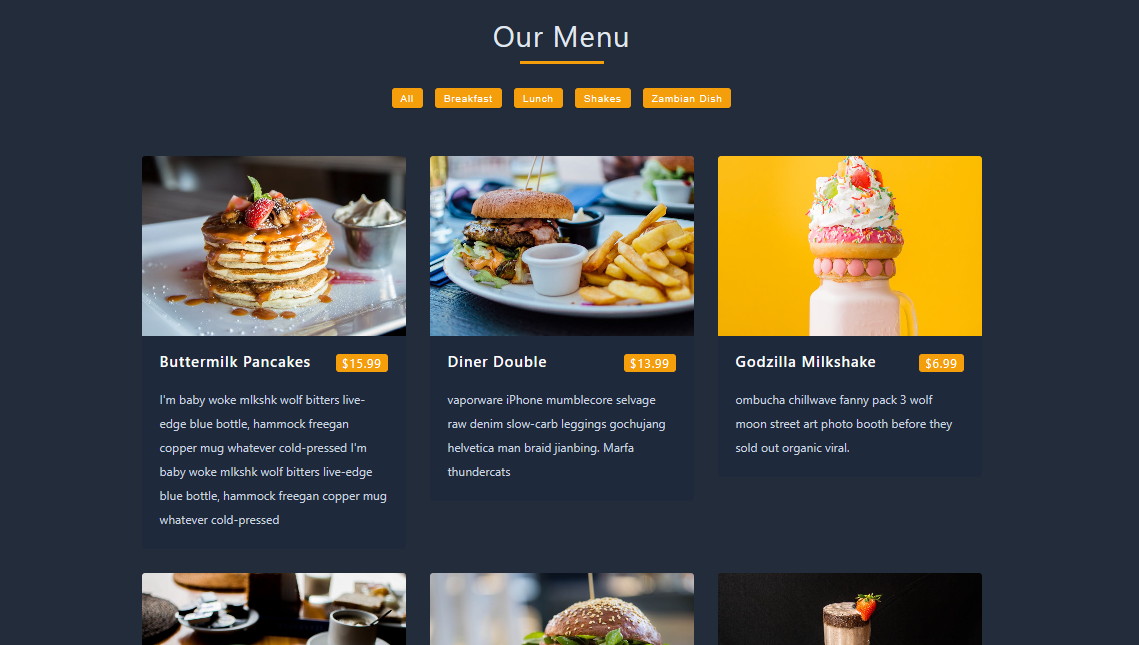 Our Menu
All Breakfast Lunch Shakes Zambian Dish
Buttermilk Pancakes $15.99
I'm baby woke mlkshk wolf bitters live-
edge blue bottle, hammock freegan
copper mug whatever cold-pressed I'm
baby woke mlkshk wolf bitters live-edge
blue bottle, hammock freegan copper mug
whatever cold-pressed
Diner Double $13.99
vaporware iPhone mumblecore selvage
raw denim slow-carb leggings gochujang
helvetica man braid jianbing. Marfa
thundercats
Godzilla Milkshake $6.99
ombucha chillwave fanny pack 3 wolf
moon street art photo booth before they
sold out organic viral.